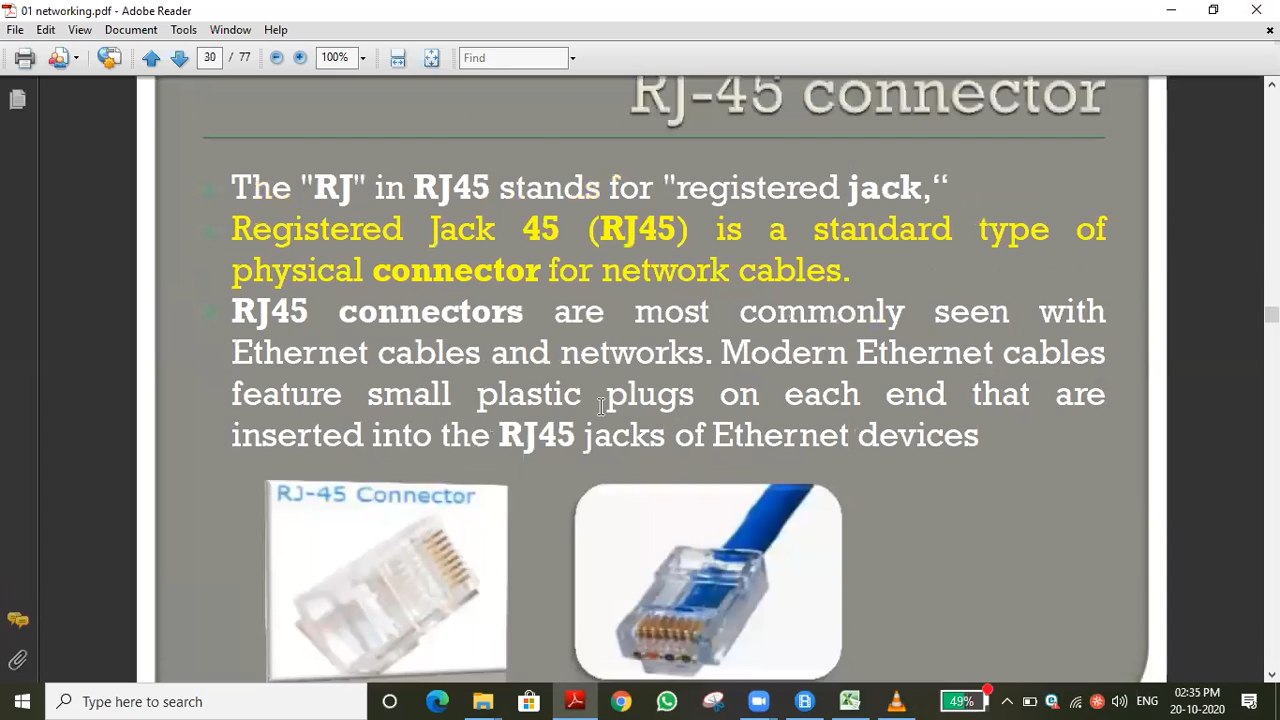 01 networking.pdf - Adobe Reader
File Edit View Document Tools Window Help
30 / 77 100% Find
RJ-45 connector
The "RJ" in RJ45 stands for "registered jack,“
Registered Jack 45 (RJ45) is a standard type of
physical connector for network cables.
RJ45 connectors are most commonly seen with
Ethernet cables and networks. Modern Ethernet cables
feature small plastic plugs on each end that are
inserted into the RJ45 jacks of Ethernet devices
RJ-45 Connector
Type here to search 49% ENG 02:35 PM
20-10-2020